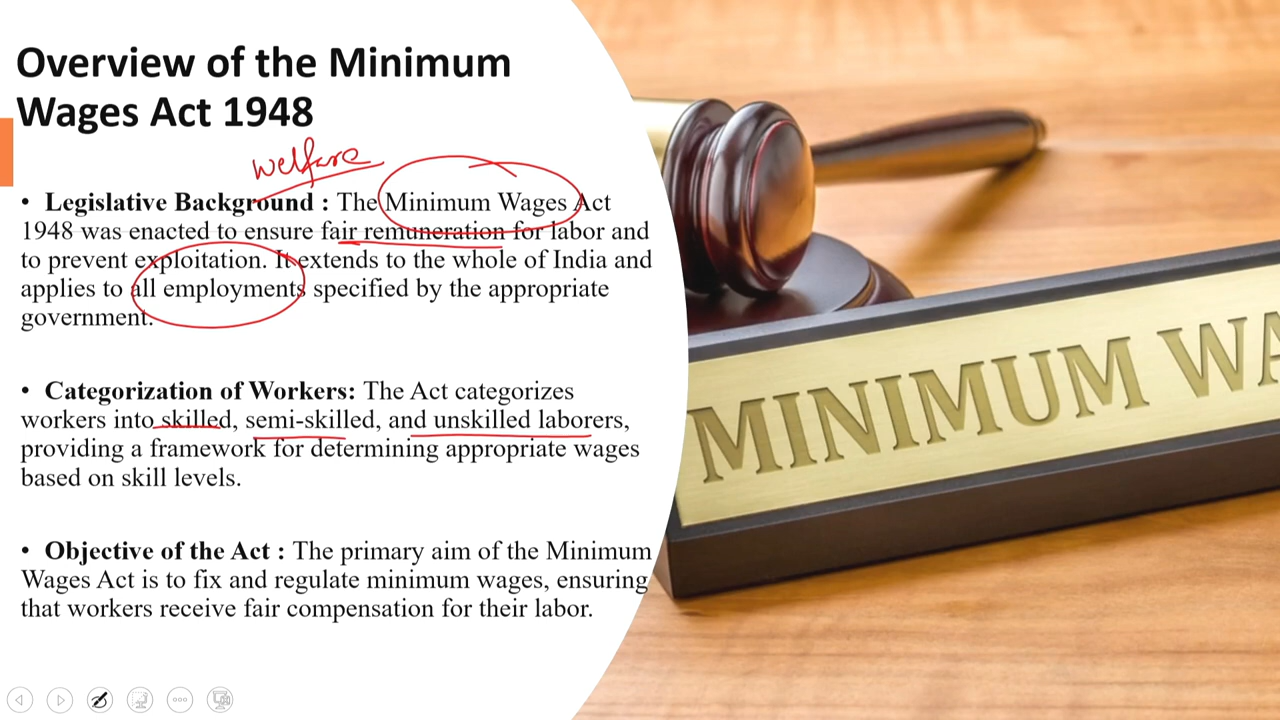 Overview of the Minimum
Wages Act 1948
welfare
• Legislative Background : The Minimum Wages Act
1948 was enacted to ensure fair remuneration for labor and
to prevent exploitation. It extends to the whole of India and
applies to all employments specified by the appropriate
government.
• Categorization of Workers: The Act categorizes
workers into skilled, semi-skilled, and unskilled laborers,
providing a framework for determining appropriate wages
based on skill levels.
• Objective of the Act : The primary aim of the Minimum
Wages Act is to fix and regulate minimum wages, ensuring
that workers receive fair compensation for their labor.
MINIMUM WA